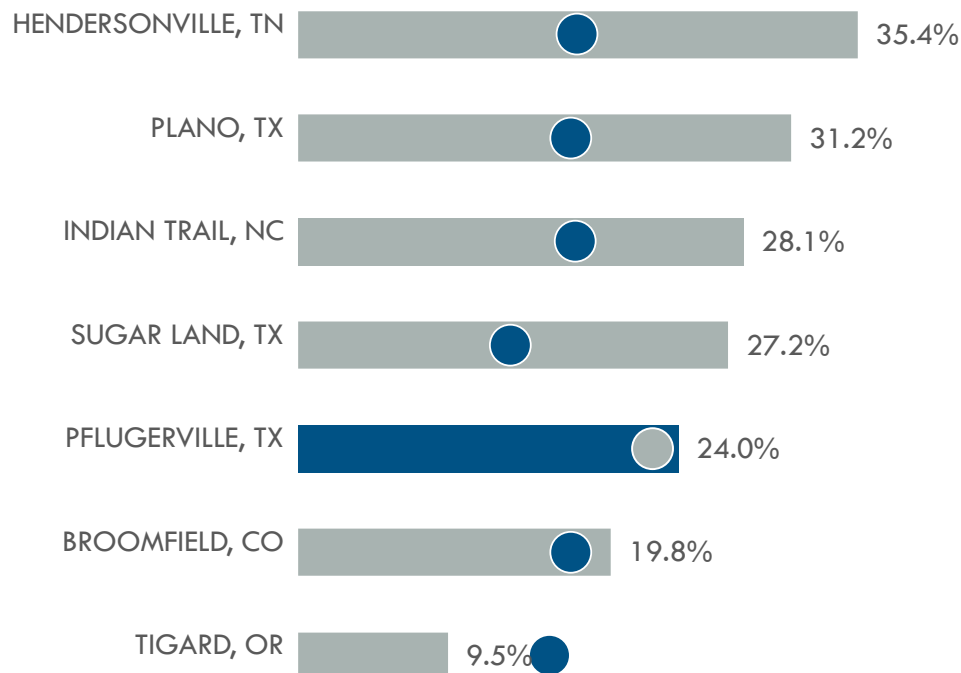 HENDERSONVILLE, TN 35.4%
PLANO, TX 31.2%
INDIAN TRAIL, NC 28.1%
SUGAR LAND, TX 27.2%
PFLUGERVILLE, TX 24.0%
BROOMFIELD, CO 19.8%
TIGARD, OR 9.5%